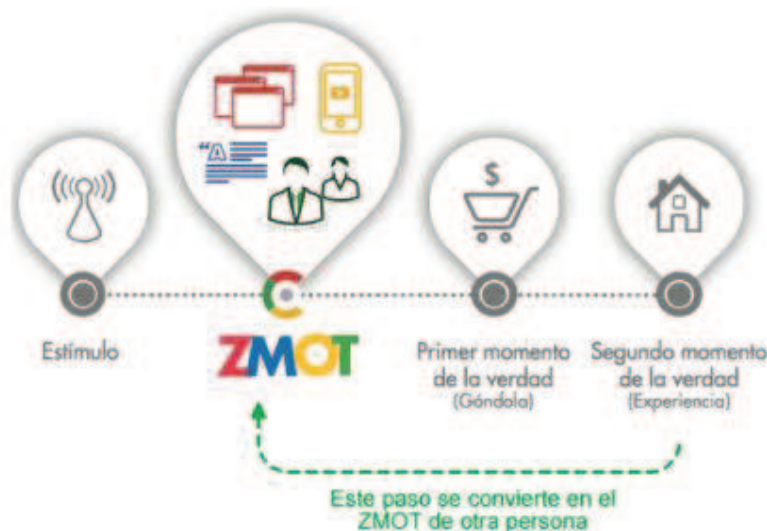 $
"A
Estímulo
ZMOT
Primer momento
de la verdad
(Góndola)
Segundo momento
de la verdad
(Experiencia)
Este paso se convierte en el
ZMOT de otra persona